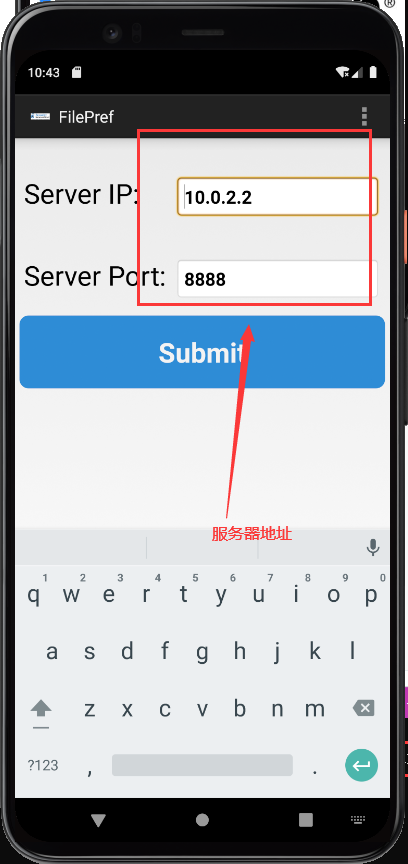 ®
10:43
FilePref
Server IP:
10.0.2.2
Server Port:
8888
Submit
服务器地址
1 2 3 4 5 6 7 8 9 0
q w e r t y u i o p
a s d f g h j k l
z x c v b n m
?123 , .